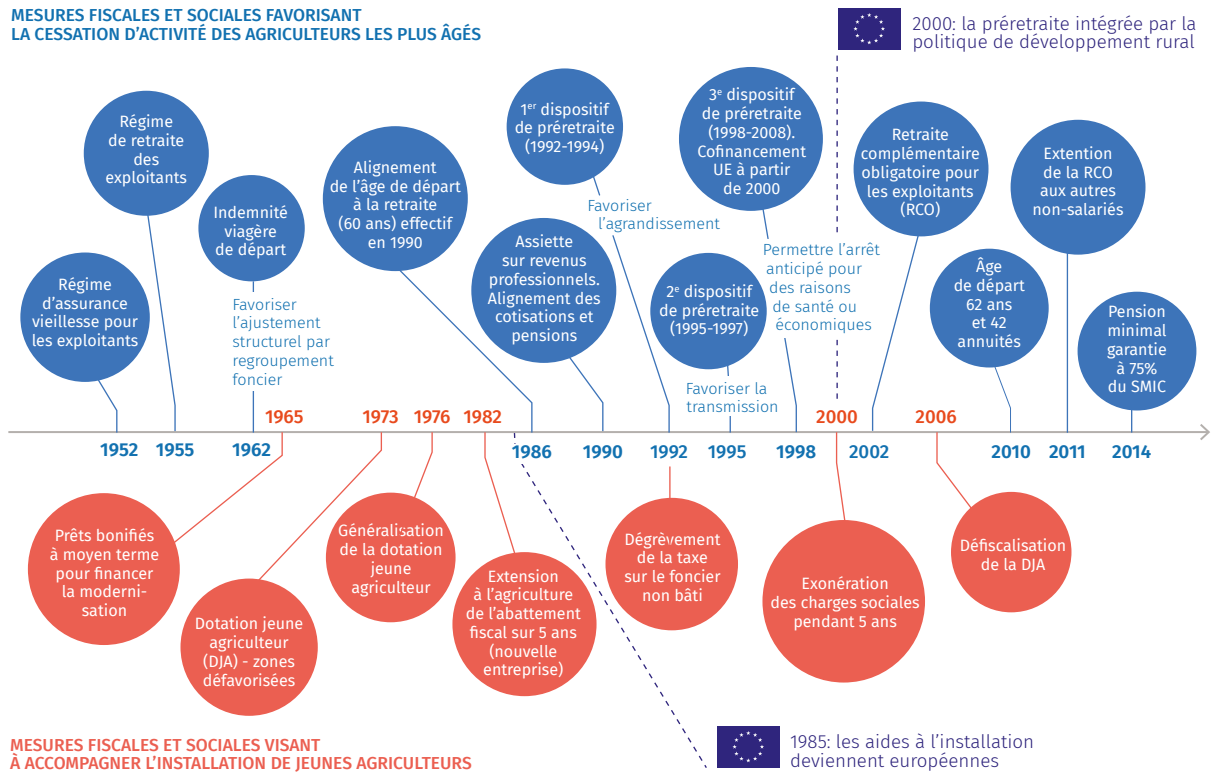 MESURES FISCALES ET SOCIALES FAVORISANT
LA CESSATION D'ACTIVITÉ DES AGRICULTEURS LES PLUS ÂGÉS
2000: la préretraite intégrée par la
politique de développement rural
Régime
d'assurance
vieillesse pour
les exploitants
Régime
de retraite
des
exploitants
Indemnité
viagère
de départ
Favoriser
l'ajustement
structurel par
regroupement
foncier
Alignement
de l'âge de départ
à la retraite
(60 ans) effectif
en 1990
Assiette
sur revenus
professionnels.
Alignement des
cotisations et
pensions
1er dispositif
de préretraite
(1992-1994)
Favoriser
l'agrandissement
2e dispositif
de préretraite
(1995-1997)
Favoriser la
transmission
3e dispositif
de préretraite
(1998-2008).
Cofinancement
UE à partir
de 2000
Permettre l'arrêt
anticipé pour
des raisons
de santé ou
économiques
Retraite
complémentaire
obligatoire pour
les exploitants
(RCO)
Âge
de départ
62 ans
et 42
annuités
Extention
de la RCO
aux autres
non-salariés
Pension
minimal
garantie
à 75%
du SMIC
1965
1973
1976
1982
2000
2006
1952
1955
1962
1986
1990
1992
1995
1998
2002
2010
2011
2014
Prêts bonifiés
à moyen terme
pour financer
la moderni-
sation
Dotation jeune
agriculteur
(DJA) - zones
défavorisées
Généralisation
de la dotation
jeune
agriculteur
Extension
à l'agriculture
de l'abattement
fiscal sur 5 ans
(nouvelle
entreprise)
Dégrèvement
de la taxe
sur le foncier
non bâti
Exonération
des charges sociales
pendant 5 ans
Défiscalisation
de la DJA
MESURES FISCALES ET SOCIALES VISANT
À ACCOMPAGNER L'INSTALLATION DE JEUNES AGRICULTEURS
1985: les aides à l'installation
deviennent européennes